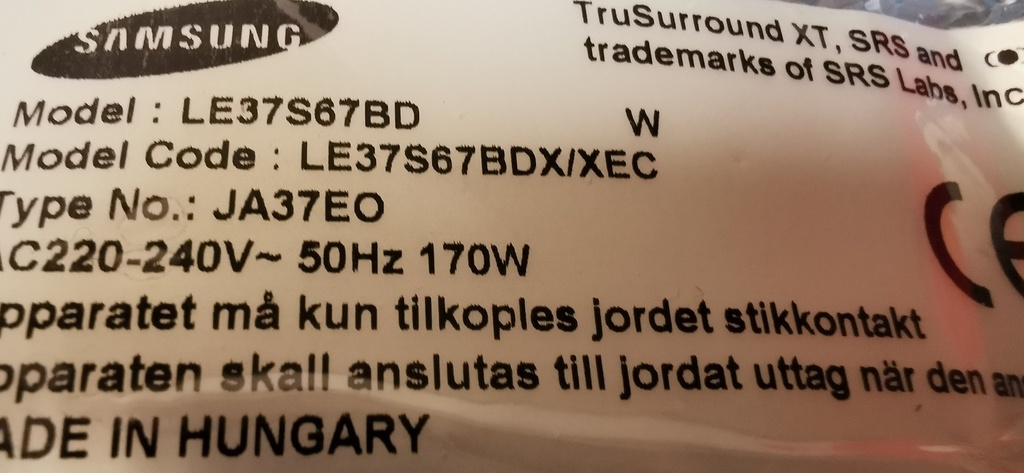 SAMSUNG
TruSurround XT, SRS and
trademarks of SRS Labs, Inc
Model : LE37S67BD W
Model Code : LE37S67BDX/XEC
Type No.: JA37EO
AC220-240V~ 50Hz 170W
pparatet må kun tilkoples jordet stikkontakt
pparaten skall anslutas till jordat uttag när den an
ADE IN HUNGARY
CE